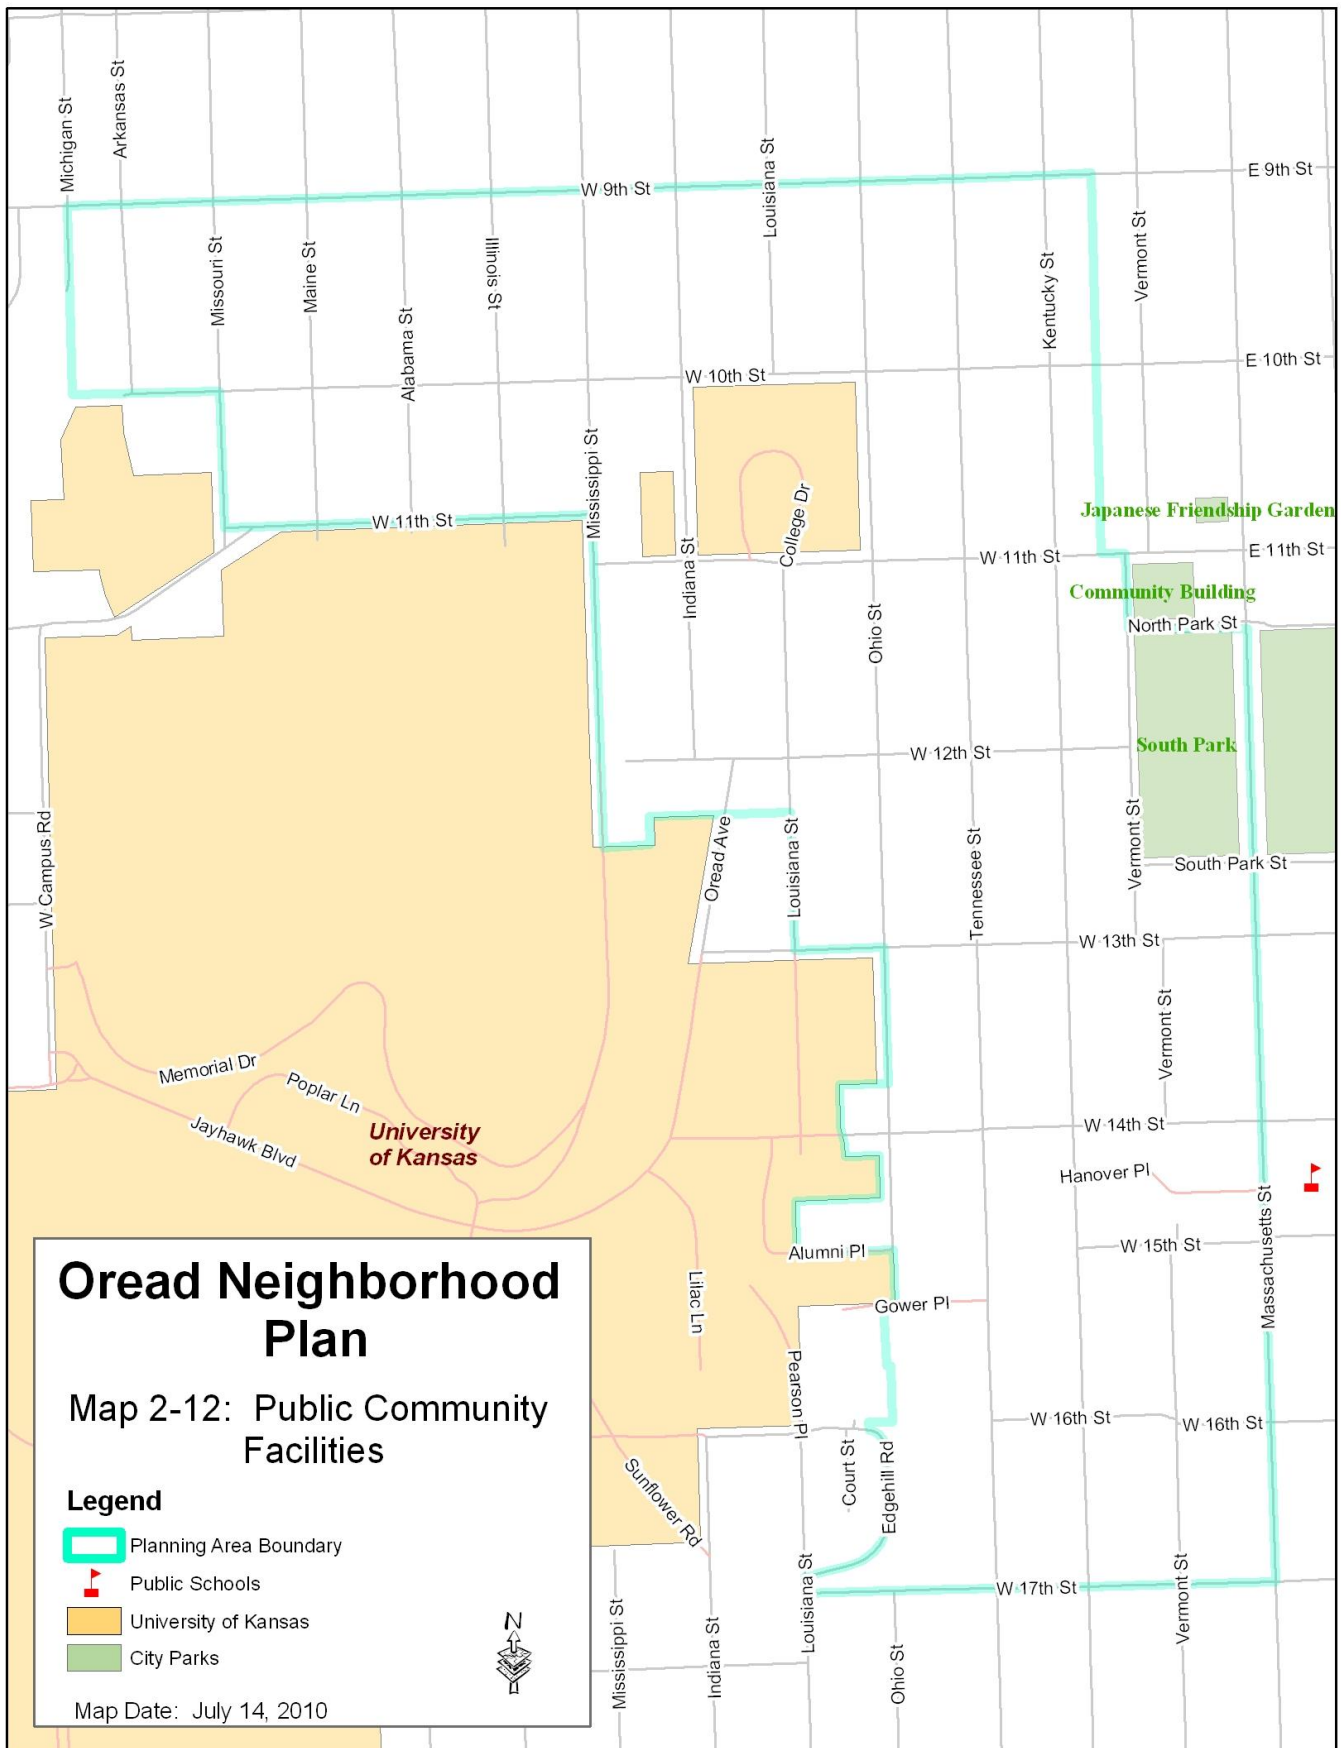 Michigan St
Arkansas St
Louisiana St
E 9th St
W 9th St
Missouri St
Maine St
Alabama St
Illinois St
Kentucky St
Vermont St
E 10th St
W 10th St
Mississippi St
College Dr
Japanese Friendship Garden
W 11th St
W 11th St
E 11th St
Indiana St
Community Building
Ohio St
North Park St
South Park
W 12th St
W Campus Rd
Oread Ave
Louisiana St
Tennessee St
Vermont St
South Park St
W 13th St
Vermont St
Memorial Dr
Poplar Ln
Jayhawk Blvd
University
of Kansas
W 14th St
Hanover Pl
Massachusetts St
W 15th St
Alumni Pl
Lilac Ln
Gower Pl
Pearson Pl
W 16th St
W 16th St
Court St
Edgehill Rd
Sunflower Rd
Louisiana St
W 17th St
Vermont St
Mississippi St
Indiana St
Ohio St
Oread Neighborhood
Plan
Map 2-12: Public Community
Facilities
Legend
Planning Area Boundary
Public Schools
University of Kansas
City Parks
N
Map Date: July 14, 2010